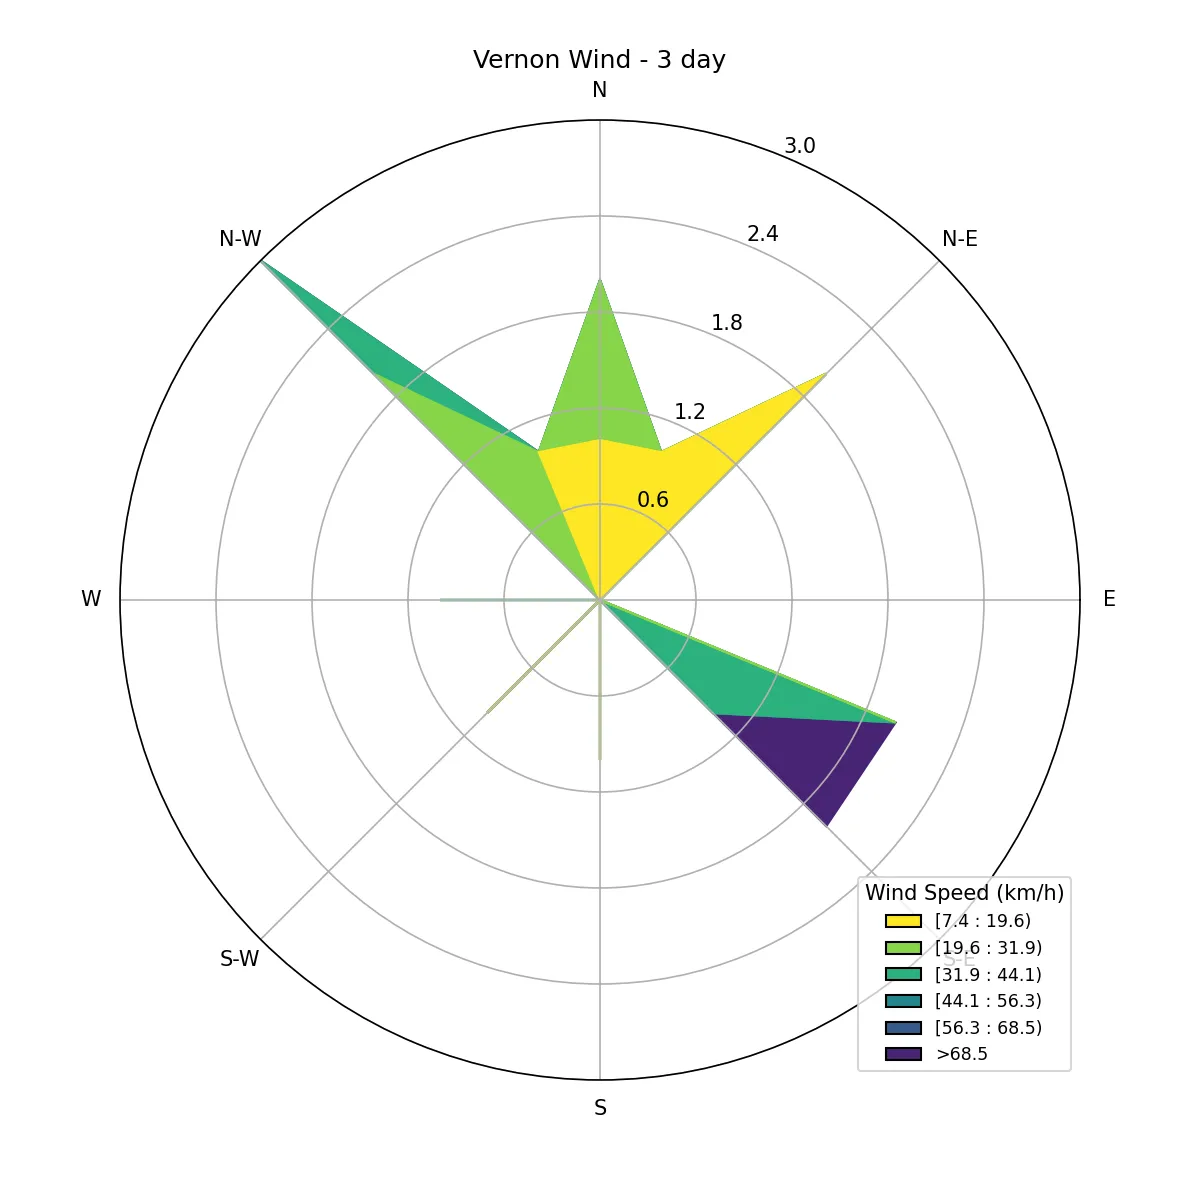 Vernon Wind - 3 day
N
3.0
N-W
N-E
2.4
1.8
1.2
0.6
W
E
Wind Speed (km/h)
[7.4 : 19.6)
[19.6 : 31.9)
S-W
S-E
[31.9 : 44.1)
[44.1 : 56.3)
[56.3 : 68.5)
>68.5
S